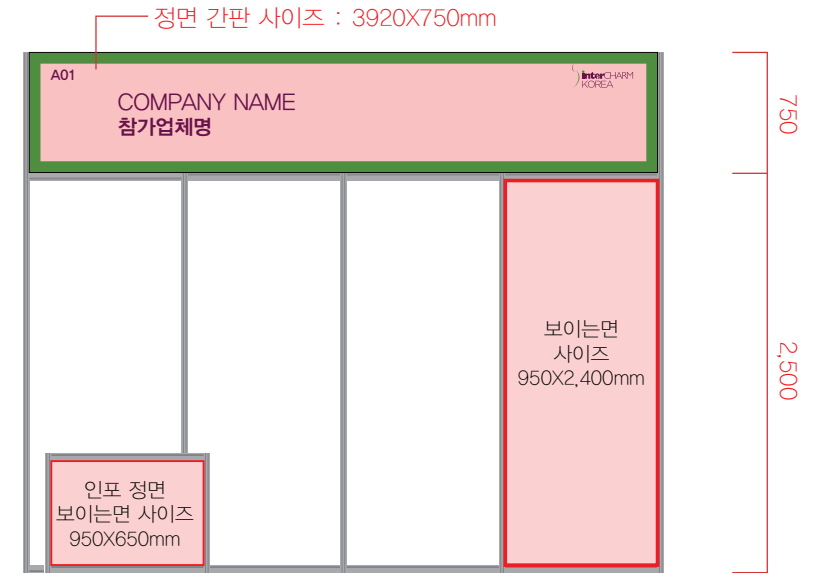 정면 간판 사이즈 : 3920X750mm
A01
interCHARM
KOREA
COMPANY NAME
참가업체명
750
보이는면
사이즈
950X2,400mm
2,500
인포 정면
보이는면 사이즈
950X650mm